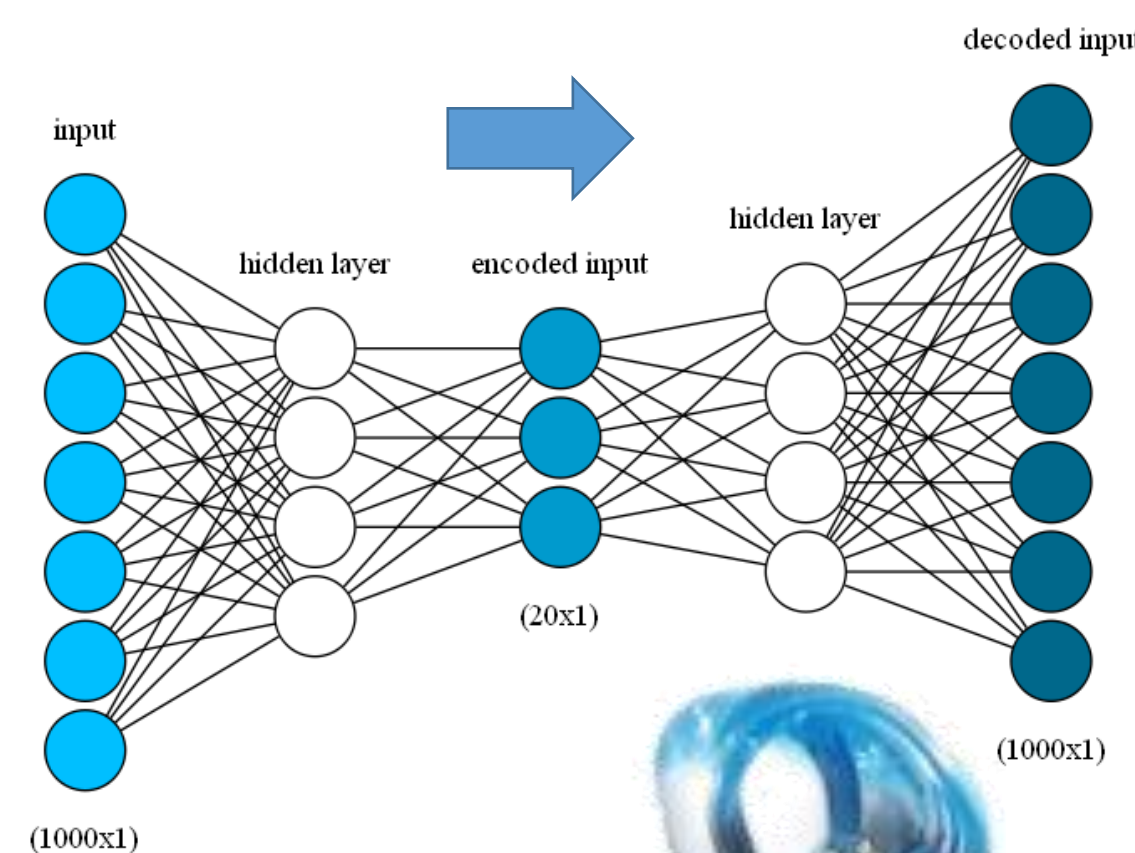 decoded input
input
hidden layer
hidden layer
encoded input
(20x1)
(1000x1)
(1000x1)